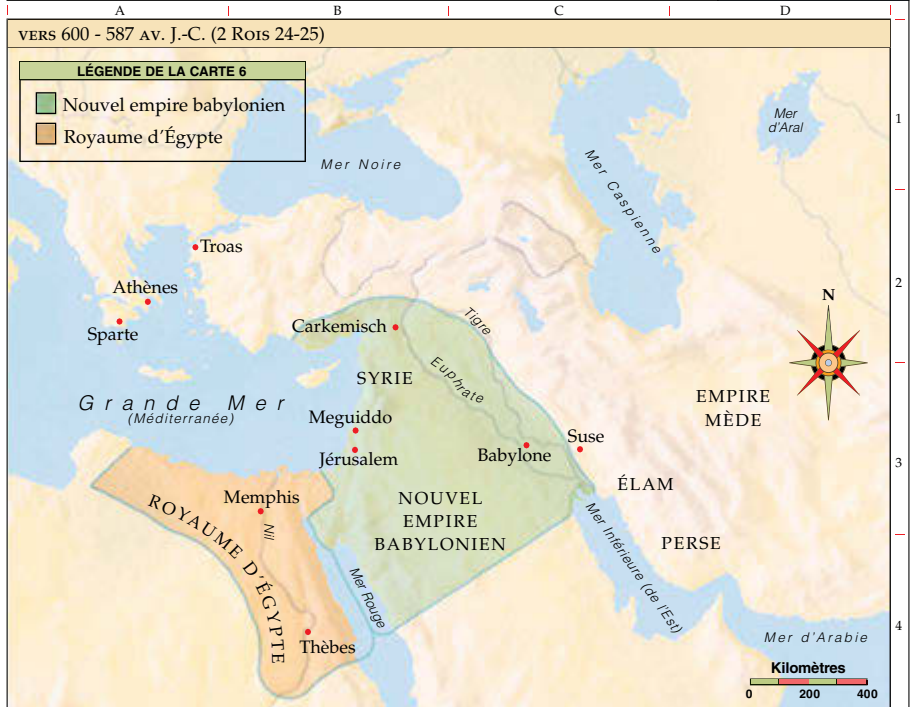 A B C D
VERS 600 - 587 AV. J.-C. (2 ROIS 24-25)
LÉGENDE DE LA CARTE 6
Nouvel empire babylonien
Royaume d'Égypte
1
Mer
d'Aral
Mer Noire
Mer Caspienne
Troas
2
Athènes
Sparte
N
Carkemisch
Tigre
Euphrate
SYRIE
EMPIRE
MÈDE
Grande Mer
(Méditerranée)
Meguiddo
Jérusalem
Babylone
Suse
3
ÉLAM
Memphis
Nil
NOUVEL
EMPIRE
BABYLONIEN
ROYAUME D'ÉGYPTE
PERSE
Mer Inférieure (de l'Est)
Mer Rouge
4
Thèbes
Mer d'Arabie
Kilomètres
0 200 400